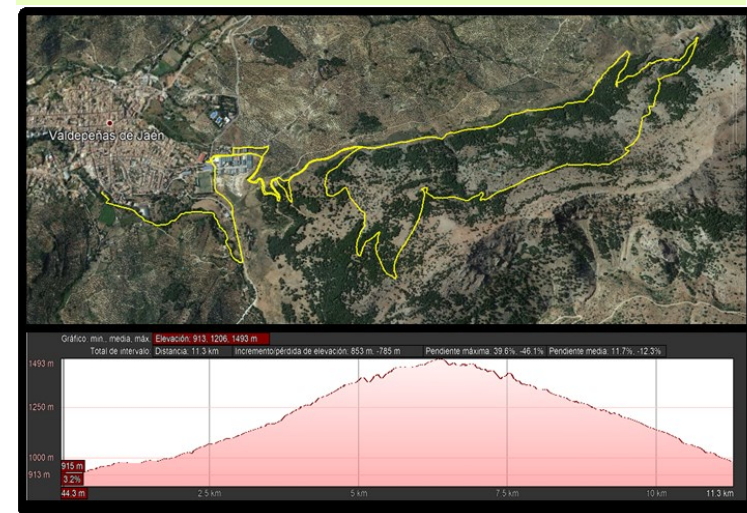 Valdepeñas de Jaén
Gráfico: min., media, máx. Elevación: 913, 1206, 1493 m
Total de intervalo: Distancia: 11.3 km Incremento/pérdida de elevación: 853 m, -785 m Pendiente máxima: 39.6%, -46.1% Pendiente media: 11.7%, -12.3%
1493 m
1250 m
1000 m
913 m
915 m
3.2%
44.3 m
2.5 km
5 km
7.5 km
10 km
11.3 km